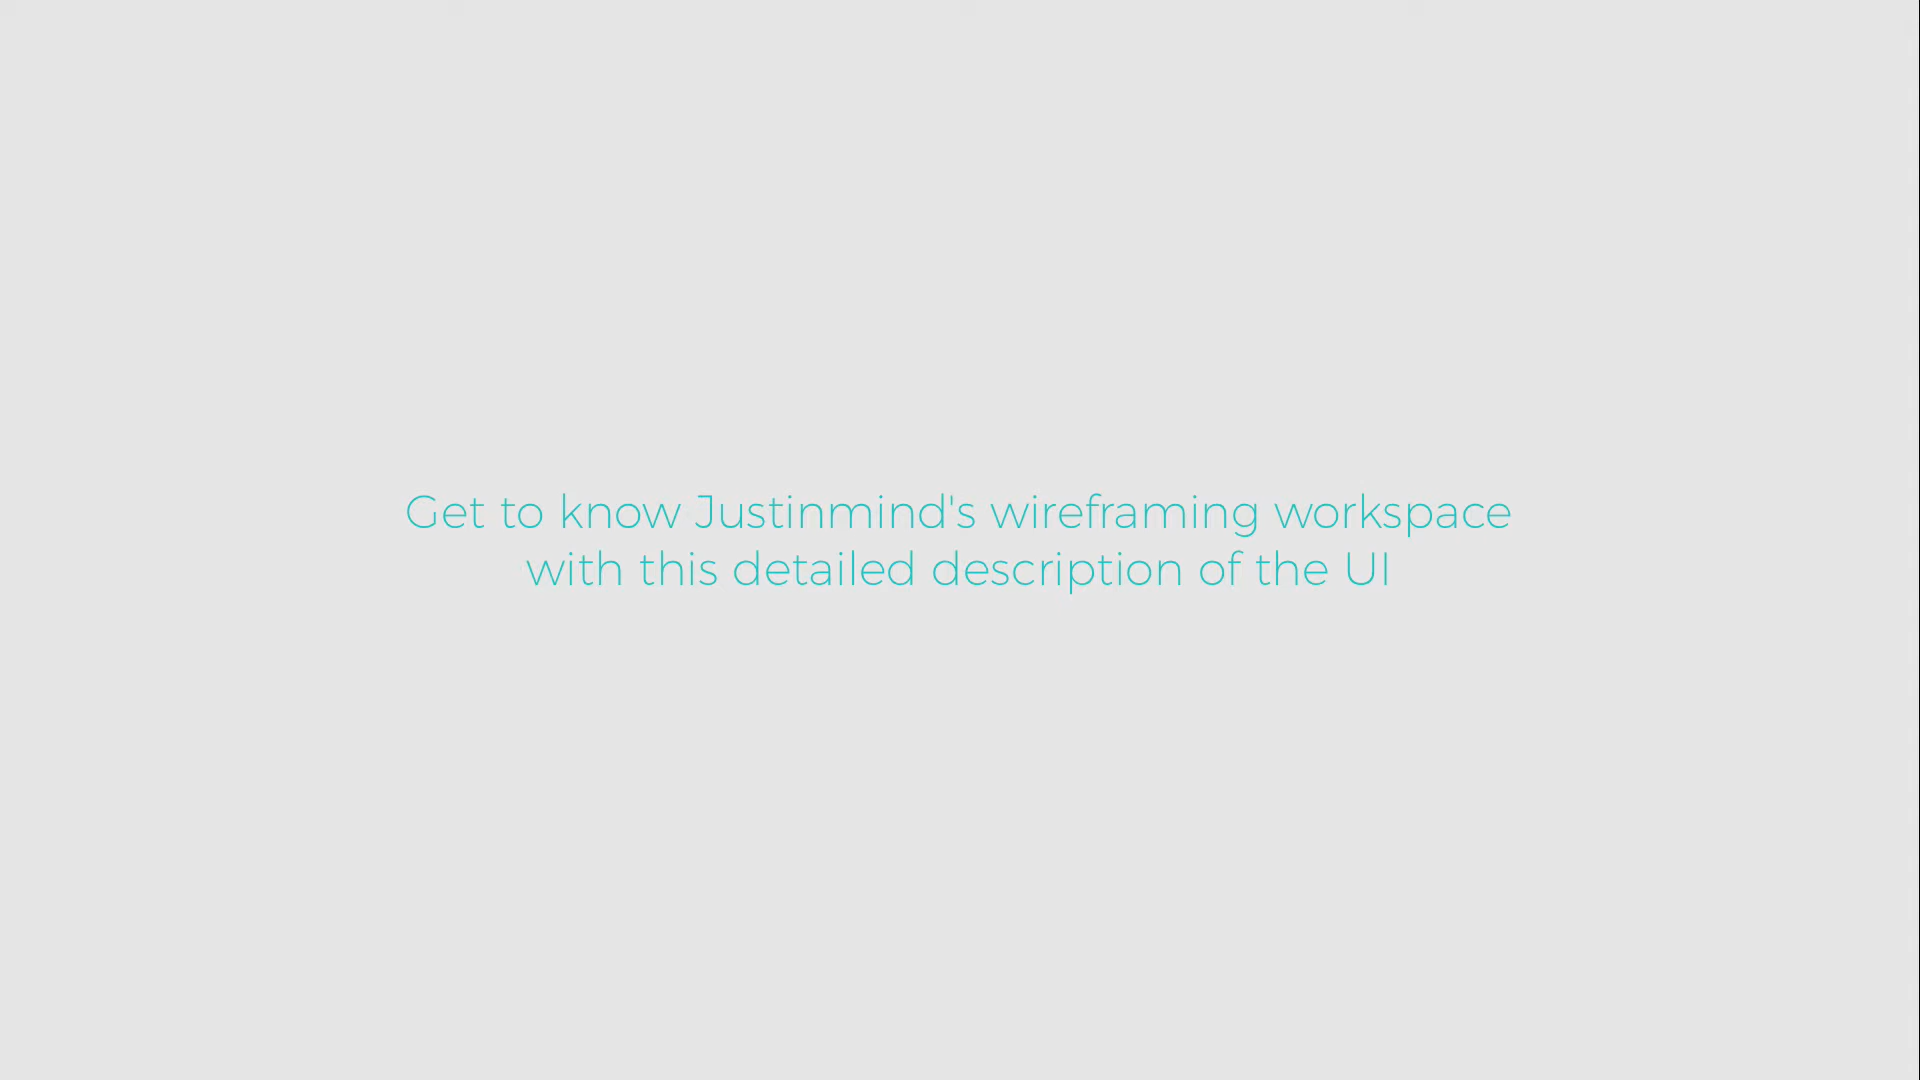 Get to know Justinmind's wireframing workspace
with this detailed description of the UI